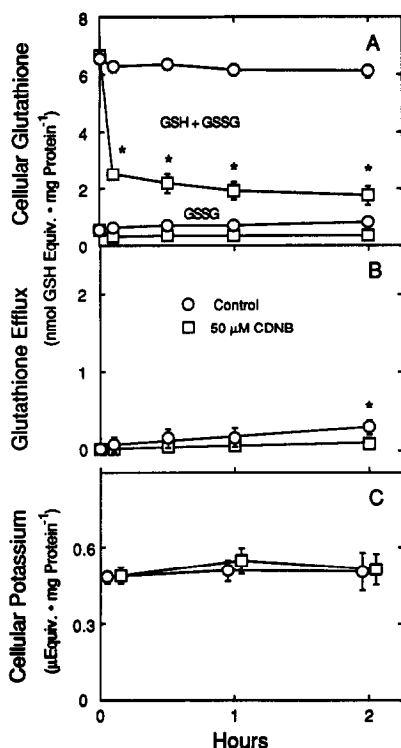 A
Cellular Glutathione
(nmol GSH Equiv. • mg Protein⁻¹)
8
6
4
2
0
*
*
*
*
GSH + GSSG
GSSG
B
Glutathione Efflux
2
1
0
Control
50 μM CDNB
*
C
Cellular Potassium
(μEquiv. • mg Protein⁻¹)
0.6
0.3
0
0
1
2
Hours